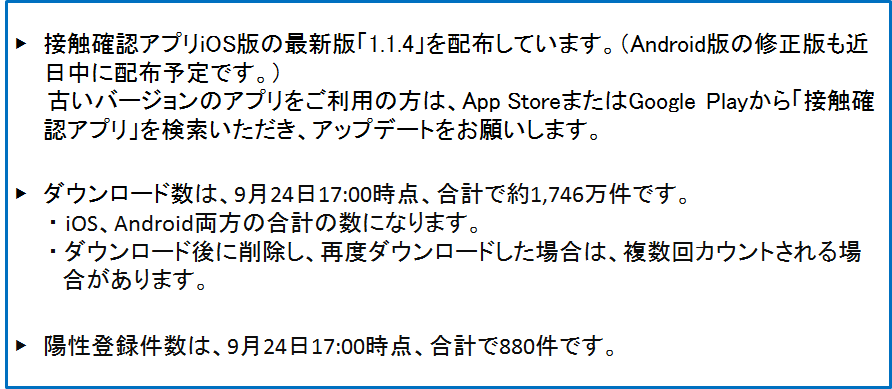 ▶ 接触確認アプリiOS版の最新版「1.1.4」を配布しています。（Android版の修正版も近
日中に配布予定です。）
古いバージョンのアプリをご利用の方は、App StoreまたはGoogle Playから「接触確
認アプリ」を検索いただき、アップデートをお願いします。
▶ ダウンロード数は、9月24日17:00時点、合計で約1,746万件です。
・iOS、Android両方の合計の数になります。
・ダウンロード後に削除し、再度ダウンロードした場合は、複数回カウントされる場
合があります。
▶ 陽性登録件数は、9月24日17:00時点、合計で880件です。